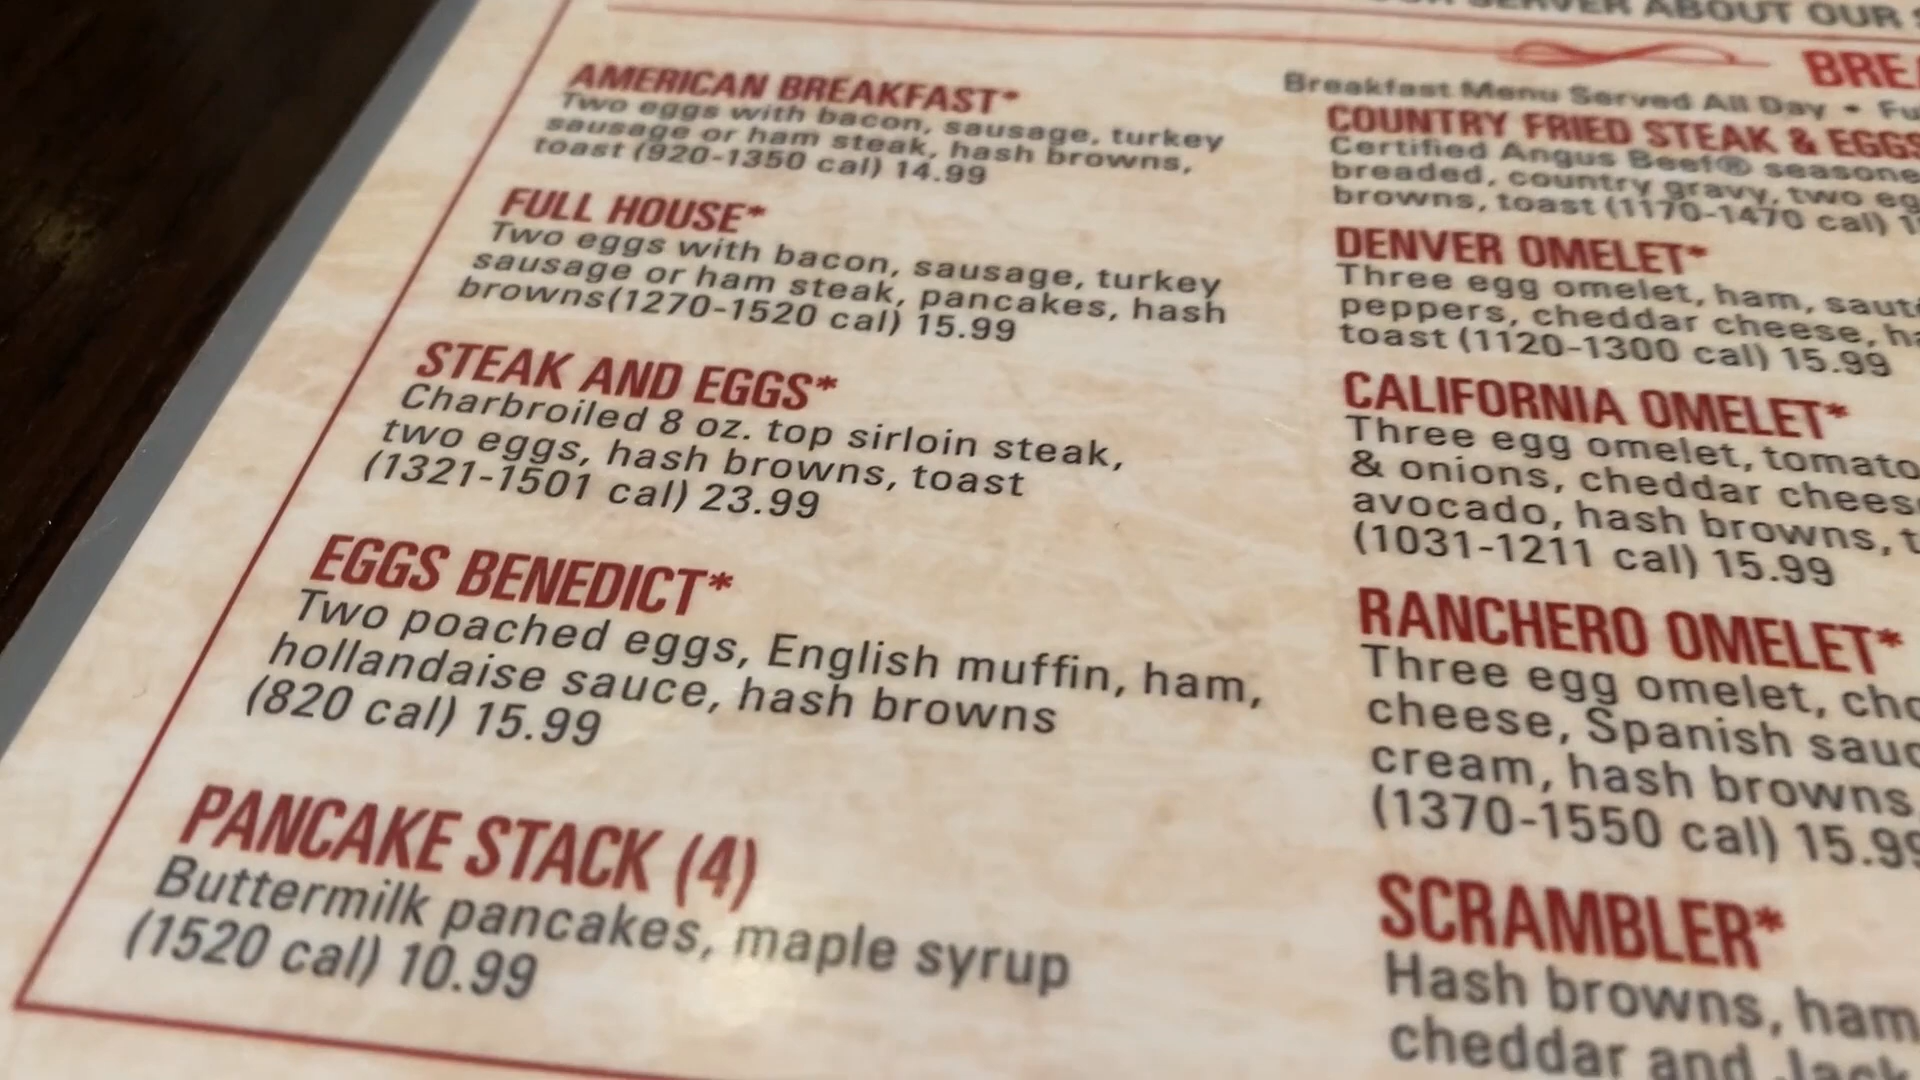 SERVER ABOUT OUR
AMERICAN BREAKFAST*
Two eggs with bacon, sausage, turkey
sausage or ham steak, hash browns,
toast (920-1350 cal) 14.99
FULL HOUSE*
Two eggs with bacon, sausage, turkey
sausage or ham steak, pancakes, hash
browns(1270-1520 cal) 15.99
STEAK AND EGGS*
Charbroiled 8 oz. top sirloin steak,
two eggs, hash browns, toast
(1321-1501 cal) 23.99
EGGS BENEDICT*
Two poached eggs, English muffin, ham,
hollandaise sauce, hash browns
(820 cal) 15.99
PANCAKE STACK (4)
Buttermilk pancakes, maple syrup
(1520 cal) 10.99
Breakfast Menu Served All Day •
COUNTRY FRIED STEAK & EGGS
Certified Angus Beef®
breaded, country gravy, two
browns, toast (1170-1470 cal)
DENVER OMELET*
Three egg omelet, ham,
peppers, cheddar cheese,
toast (1120-1300 cal) 15.99
CALIFORNIA OMELET*
Three egg omelet,
& onions, cheddar
avocado, hash browns,
(1031-1211 cal) 15.99
RANCHERO OMELET*
Three egg omelet,
cheese, Spanish
cream, hash browns
(1370-1550 cal) 15.99
SCRAMBLER*
Hash browns, ham
cheddar and Jack